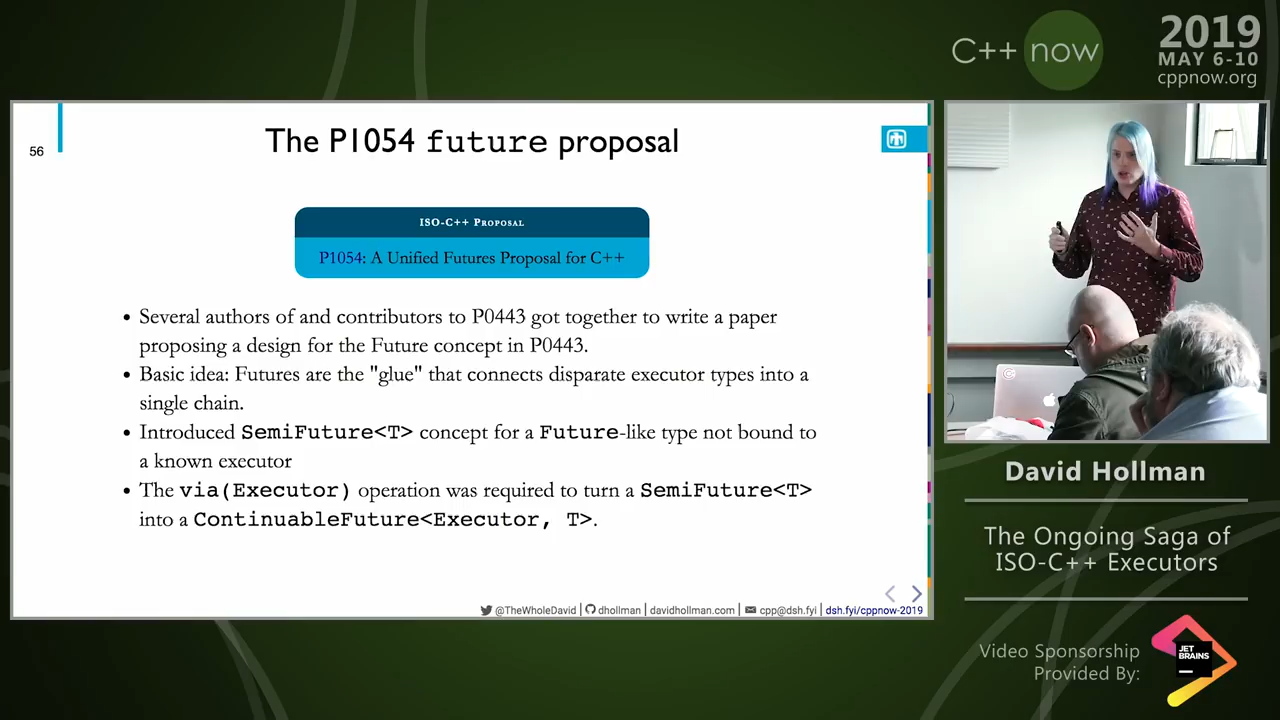 C++ now
2019
MAY 6-10
cppnow.org
56
The P1054 future proposal
ISO-C++ Proposal
P1054: A Unified Futures Proposal for C++
• Several authors of and contributors to P0443 got together to write a paper
proposing a design for the Future concept in P0443.
• Basic idea: Futures are the "glue" that connects disparate executor types into a
single chain.
• Introduced SemiFuture<T> concept for a Future-like type not bound to
a known executor
• The via(Executor) operation was required to turn a SemiFuture<T>
into a ContinuableFuture<Executor, T>.
@TheWholeDavid | dhollman | davidhollman.com | cpp@dsh.fyi | dsh.fyi/cppnow-2019
David Hollman
The Ongoing Saga of
ISO-C++ Executors
Video Sponsorship
Provided By:
JET
BRAINS